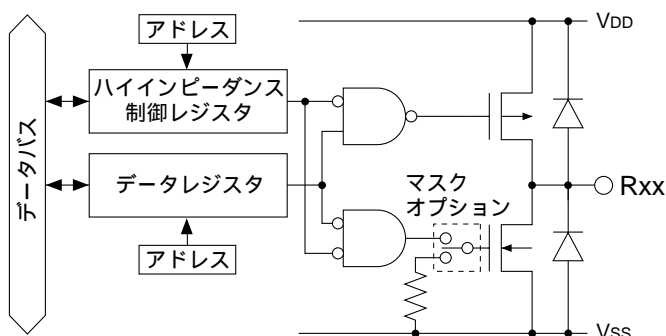 アドレス
VDD
ハイインピーダンス
制御レジスタ
データバス
データレジスタ
マスク
オプション
Rxx
アドレス
VSS